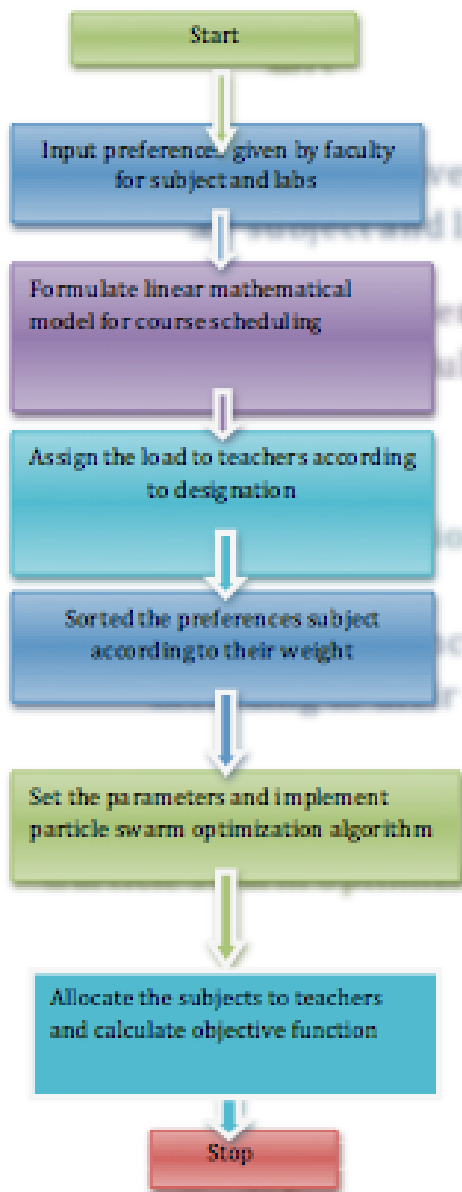 Start
Input preferences given by faculty
for subject and labs
Formulate linear mathematical
model for course scheduling
Assign the load to teachers according
to designation
Sorted the preferences subject
according to their weight
Set the parameters and implement
particle swarm optimization algorithm
Allocate the subjects to teachers
and calculate objective function
Stop